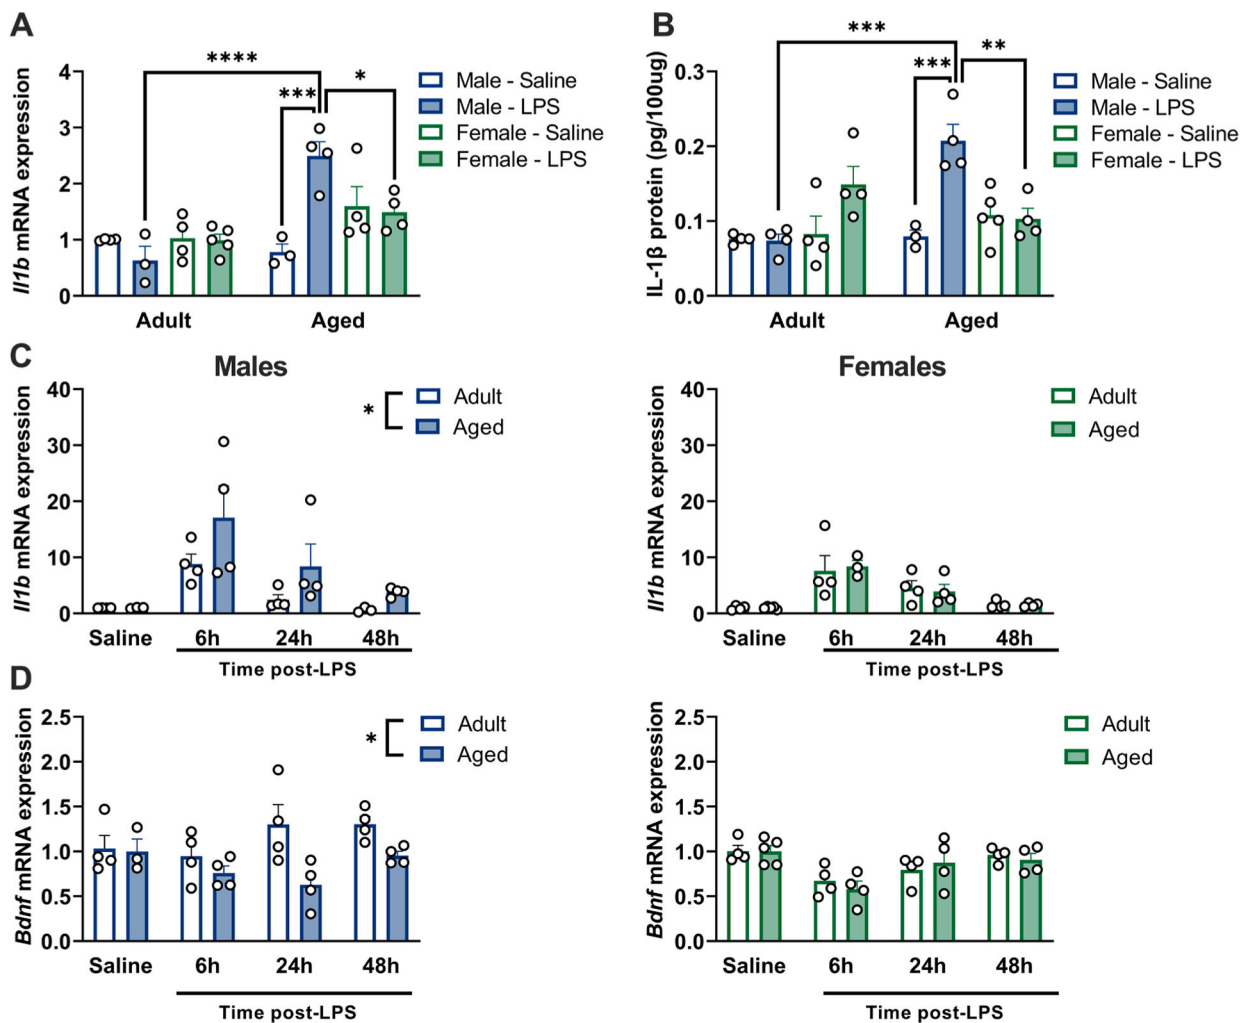 A
Il1b mRNA expression
4
3
2
1
0
****
***
*
Adult
Aged
Male - Saline
Male - LPS
Female - Saline
Female - LPS
B
IL-1β protein (pg/100ug)
0.3
0.2
0.1
0.0
***
***
**
Adult
Aged
Male - Saline
Male - LPS
Female - Saline
Female - LPS
C
Males
Il1b mRNA expression
40
30
20
10
0
*
Adult
Aged
Saline
6h
24h
48h
Time post-LPS
Females
Il1b mRNA expression
40
30
20
10
0
Adult
Aged
Saline
6h
24h
48h
Time post-LPS
D
Bdnf mRNA expression
2.5
2.0
1.5
1.0
0.5
0.0
*
Adult
Aged
Saline
6h
24h
48h
Time post-LPS
Bdnf mRNA expression
2.5
2.0
1.5
1.0
0.5
0.0
Adult
Aged
Saline
6h
24h
48h
Time post-LPS